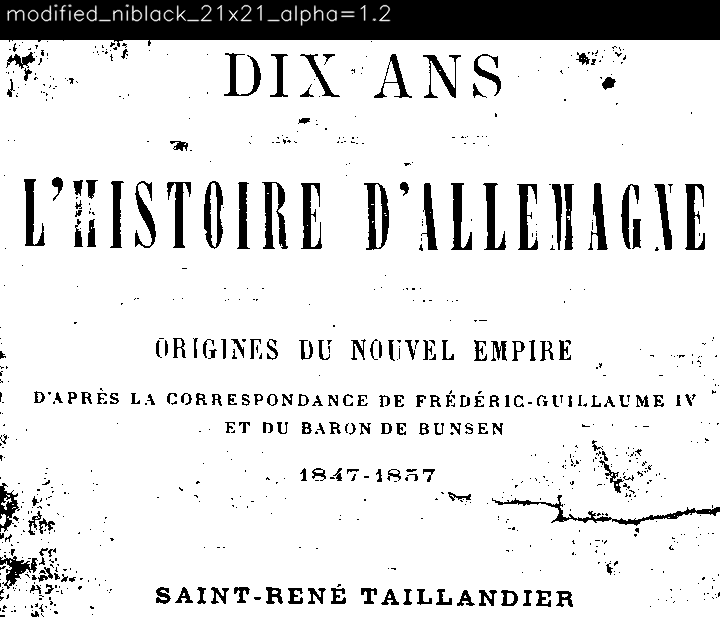 modified_niblack_21x21_alpha=1.2
DIX ANS
L'HISTOIRE D'ALLEMAGNE
ORIGINES DU NOUVEL EMPIRE
D'APRÈS LA CORRESPONDANCE DE FRÉDÉRIC-GUILLAUME IV
ET DU BARON DE BUNSEN
1847-1857
SAINT-RENÉ TAILLANDIER